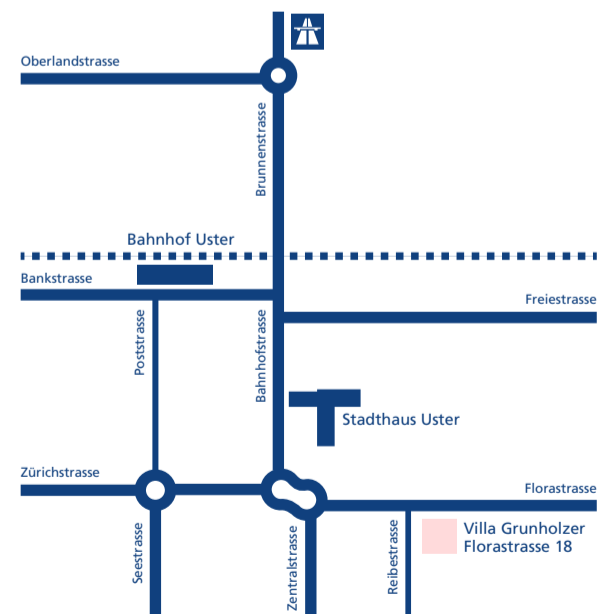 Oberlandstrasse
Brunnenstrasse
Bahnhof Uster
Bankstrasse
Freiestrasse
Poststrasse
Bahnhofstrasse
Stadthaus Uster
Zürichstrasse
Florastrasse
Seestrasse
Zentralstrasse
Reibestrasse
Villa Grunholzer
Florastrasse 18